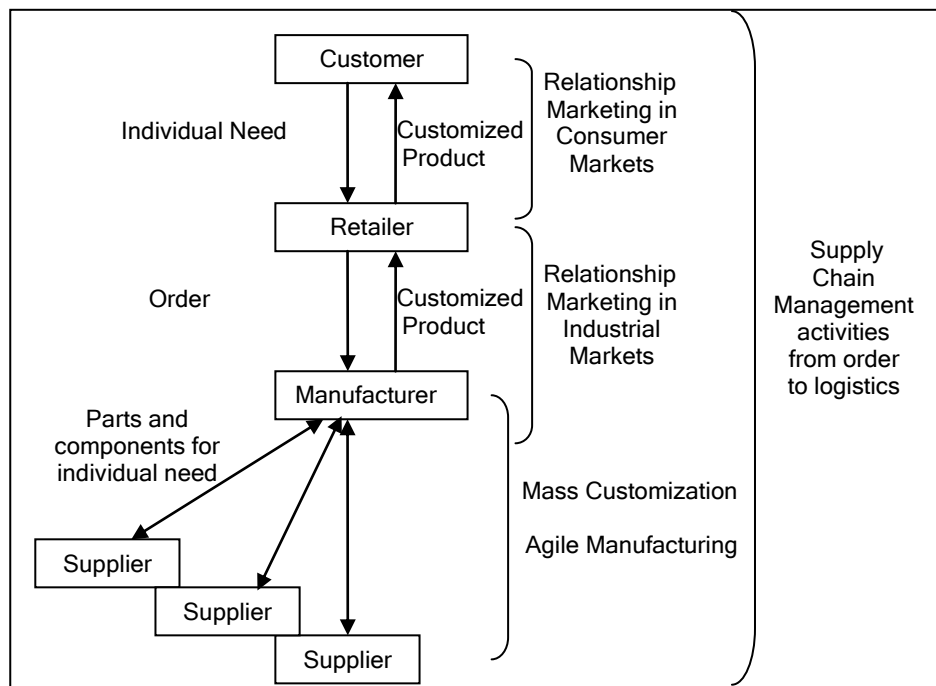 Customer
Individual Need
Customized
Product
Relationship
Marketing in
Consumer
Markets
Retailer
Order
Customized
Product
Relationship
Marketing in
Industrial
Markets
Supply
Chain
Management
activities
from order
to logistics
Manufacturer
Parts and
components for
individual need
Mass Customization
Agile Manufacturing
Supplier
Supplier
Supplier